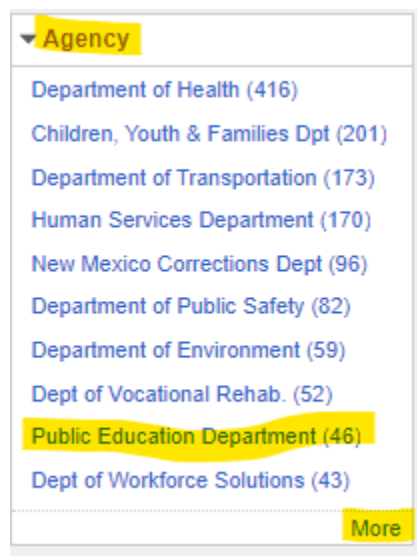 Agency
Department of Health (416)
Children, Youth & Families Dpt (201)
Department of Transportation (173)
Human Services Department (170)
New Mexico Corrections Dept (96)
Department of Public Safety (82)
Department of Environment (59)
Dept of Vocational Rehab. (52)
Public Education Department (46)
Dept of Workforce Solutions (43)
More